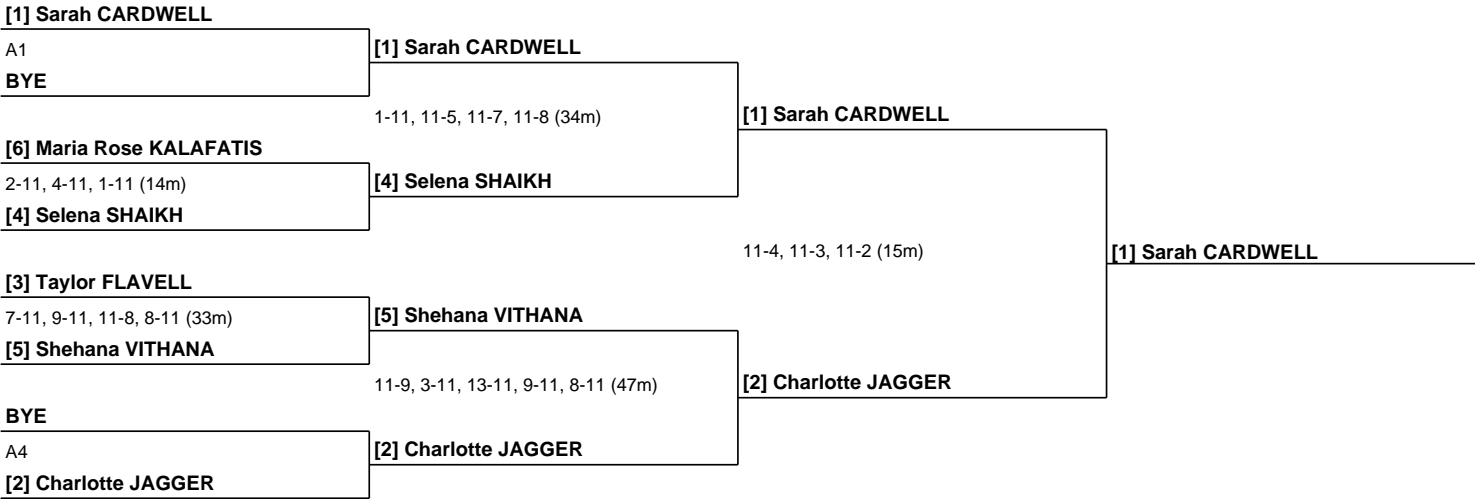 [1] Sarah CARDWELL
A1
BYE
[1] Sarah CARDWELL
1-11, 11-5, 11-7, 11-8 (34m)
[6] Maria Rose KALAFATIS
2-11, 4-11, 1-11 (14m)
[4] Selena SHAIKH
[4] Selena SHAIKH
[1] Sarah CARDWELL
11-4, 11-3, 11-2 (15m)
[1] Sarah CARDWELL
[3] Taylor FLAVELL
7-11, 9-11, 11-8, 8-11 (33m)
[5] Shehana VITHANA
[5] Shehana VITHANA
11-9, 3-11, 13-11, 9-11, 8-11 (47m)
[2] Charlotte JAGGER
BYE
A4
[2] Charlotte JAGGER
[2] Charlotte JAGGER